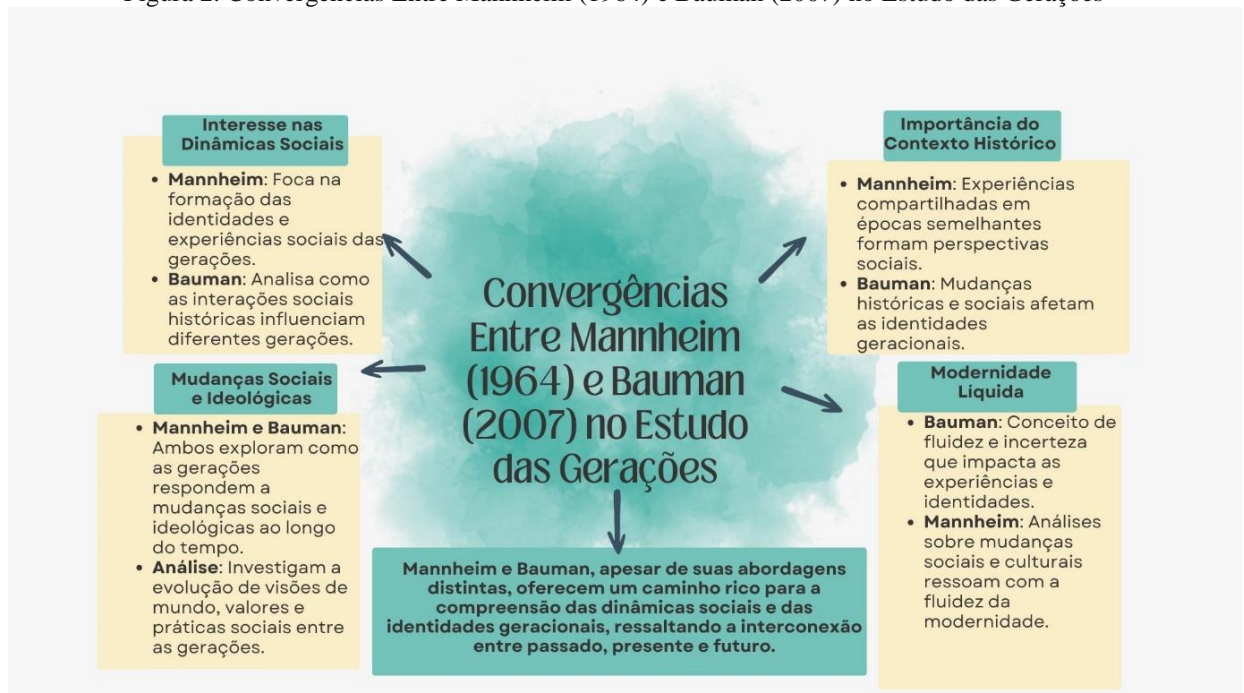 Figura 2: Convergências Entre Mannheim (1964) e Bauman (2007) no Estudo das Gerações
Interesse nas
Dinâmicas Sociais
• Mannheim: Foca na
formação das
identidades e
experiências sociais das
gerações.
• Bauman: Analisa como
as interações sociais
históricas influenciam
diferentes gerações.
Importância do
Contexto Histórico
• Mannheim: Experiências
compartilhadas em
épocas semelhantes
formam perspectivas
sociais.
• Bauman: Mudanças
históricas e sociais afetam
as identidades
geracionais.
Convergências
Entre Mannheim
(1964) e Bauman
(2007) no Estudo
das Gerações
Mudanças Sociais
e Ideológicas
• Mannheim e Bauman:
Ambos exploram como
as gerações
respondem a
mudanças sociais e
ideológicas ao longo
do tempo.
• Análise: Investigam a
evolução de visões de
mundo, valores e
práticas sociais entre
as gerações.
Modernidade
Líquida
• Bauman: Conceito de
fluidez e incerteza
que impacta as
experiências e
identidades.
• Mannheim: Análises
sobre mudanças
sociais e culturais
ressoam com a
fluidez da
modernidade.
Mannheim e Bauman, apesar de suas abordagens
distintas, oferecem um caminho rico para a
compreensão das dinâmicas sociais e das
identidades geracionais, ressaltando a interconexão
entre passado, presente e futuro.